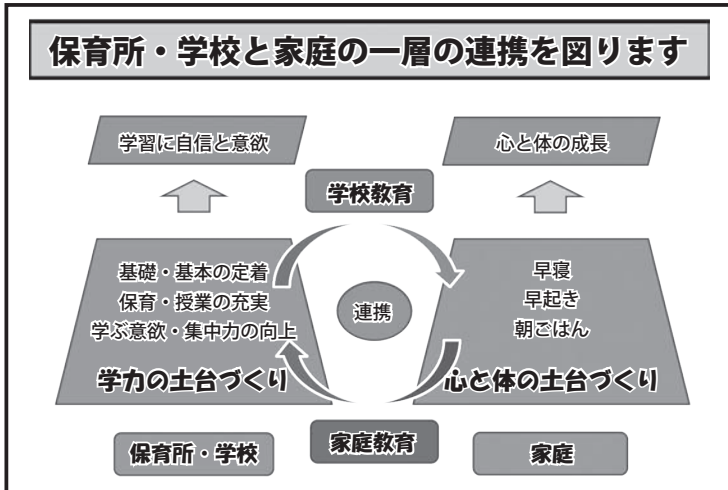 保育所・学校と家庭の一層の連携を図ります
学習に自信と意欲
心と体の成長
学校教育
基礎・基本の定着
保育・授業の充実
学ぶ意欲・集中力の向上
学力の土台づくり
連携
早寝
早起き
朝ごはん
心と体の土台づくり
保育所・学校
家庭教育
家庭